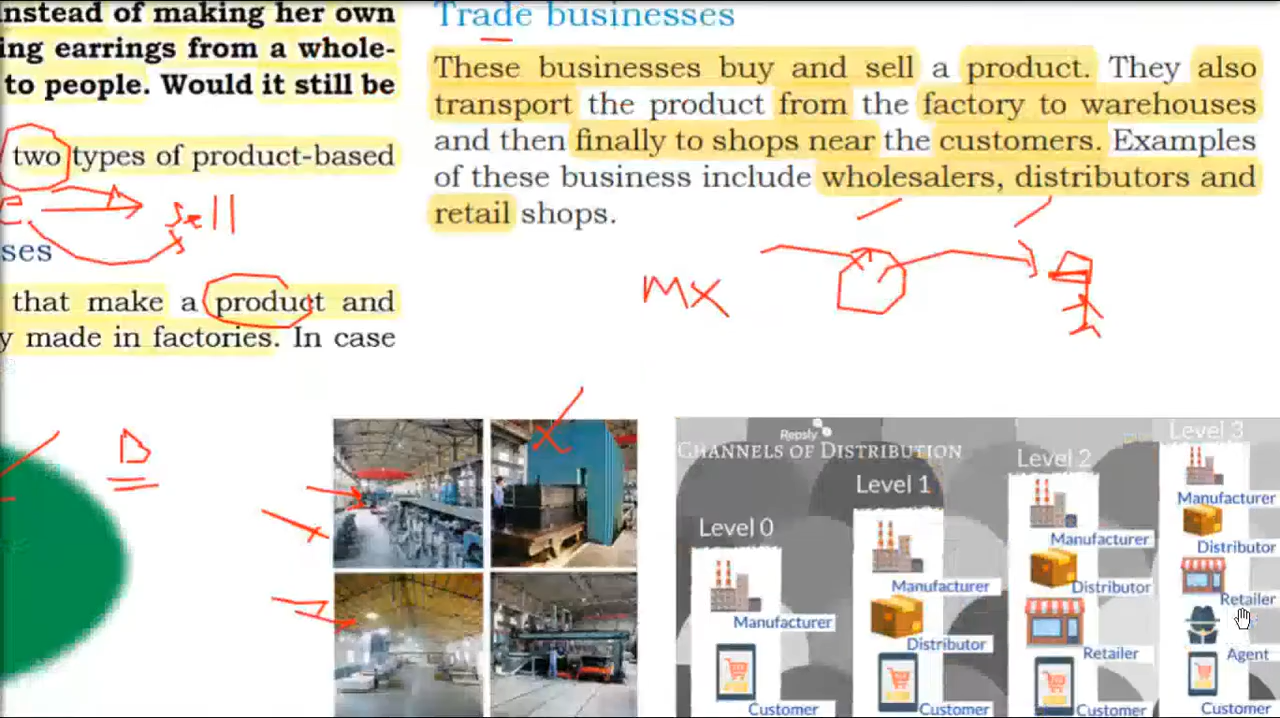 instead of making her own
ing earrings from a whole-
to people. Would it still be
two types of product-based
sell
ses
that make a product and
y made in factories. In case
B
Trade businesses
These businesses buy and sell a product. They also
transport the product from the factory to warehouses
and then finally to shops near the customers. Examples
of these business include wholesalers, distributors and
retail shops.
MX
Repsly
CHANNELS OF DISTRIBUTION
Level 0
Manufacturer
Customer
Level 1
Manufacturer
Distributor
Customer
Level 2
Manufacturer
Distributor
Retailer
Customer
Level 3
Manufacturer
Distributor
Retailer
Agent
Customer